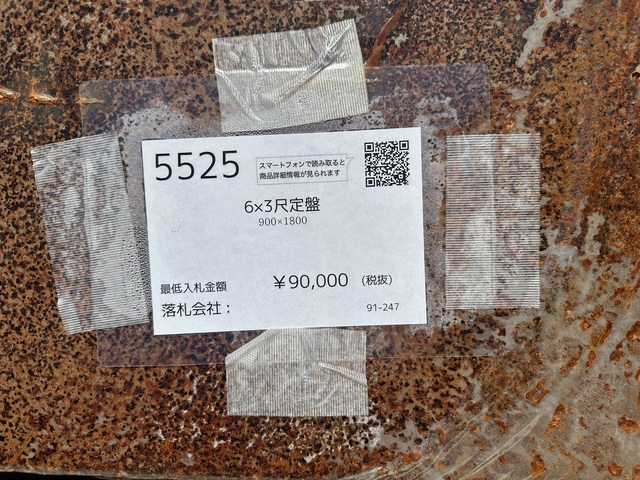 5525
スマートフォンで読み取ると
商品詳細情報が見られます
6×3尺定盤
900×1800
最低入札金額 ￥90,000 (税抜)
落札会社：
91-247